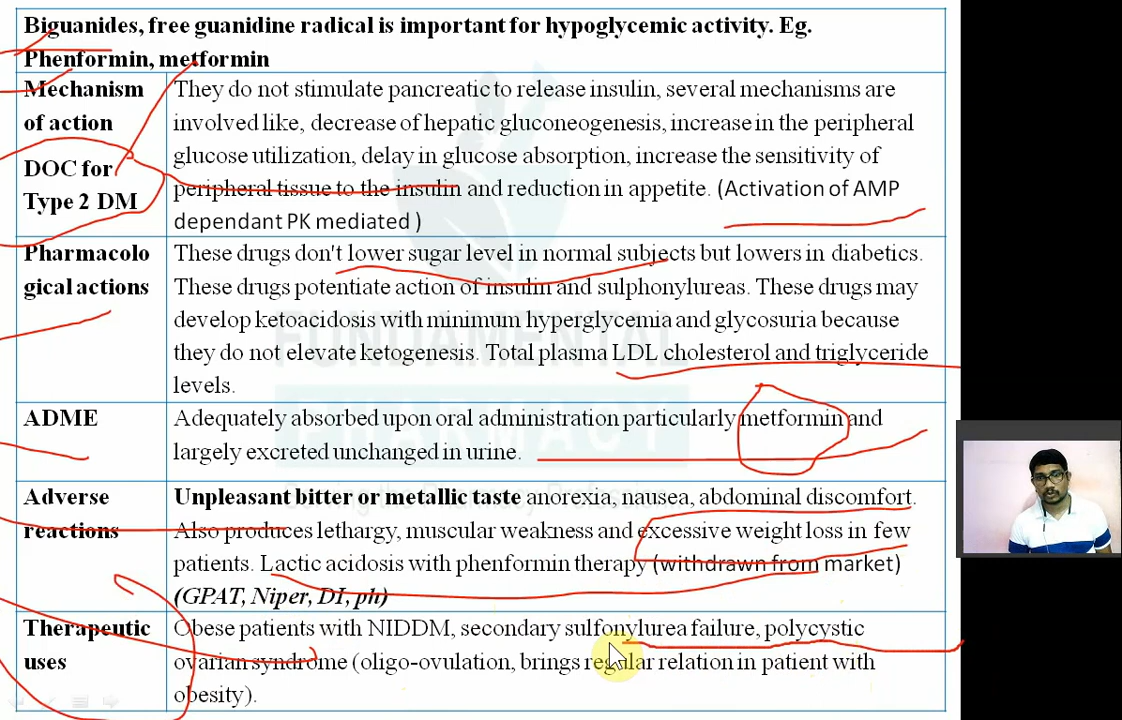 Biguanides, free guanidine radical is important for hypoglycemic activity. Eg.
Phenformin, metformin
Mechanism
of action
DOC for
Type 2 DM
They do not stimulate pancreatic to release insulin, several mechanisms are
involved like, decrease of hepatic gluconeogenesis, increase in the peripheral
glucose utilization, delay in glucose absorption, increase the sensitivity of
peripheral tissue to the insulin and reduction in appetite. (Activation of AMP
dependant PK mediated )
Pharmacolo
gical actions
These drugs don't lower sugar level in normal subjects but lowers in diabetics.
These drugs potentiate action of insulin and sulphonylureas. These drugs may
develop ketoacidosis with mininum hyperglycemia and glycosuria because
they do not elevate ketogenesis. Total plasma LDL cholesterol and triglyceride
levels.
ADME
Adequately absorbed upon oral administration particularly metformin and
largely excreted unchanged in urine.
Adverse
reactions
Unpleasant bitter or metallic taste anorexia, nausea, abdominal discomfort.
Also produces lethargy, muscular weakness and excessive weight loss in few
patients. Lactic acidosis with phenformin therapy (withdrawn from market)
(GPAT, Niper, DI, ph)
Therapeutic
uses
Obese patients with NIDDM, secondary sulfonylurea failure, polycystic
ovarian syndrome (oligo-ovulation, brings regular relation in patient with
obesity).
FUNDAMENTAL
PHARMACY